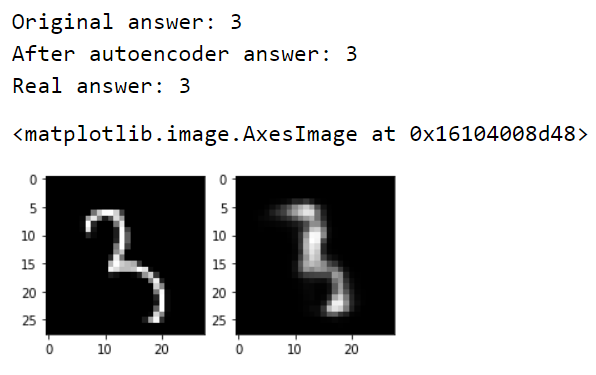 Original answer: 3
After autoencoder answer: 3
Real answer: 3
<matplotlib.image.AxesImage at 0x16104008d48>
0
5
10
15
20
25
0 10 20
0
5
10
15
20
25
0 10 20